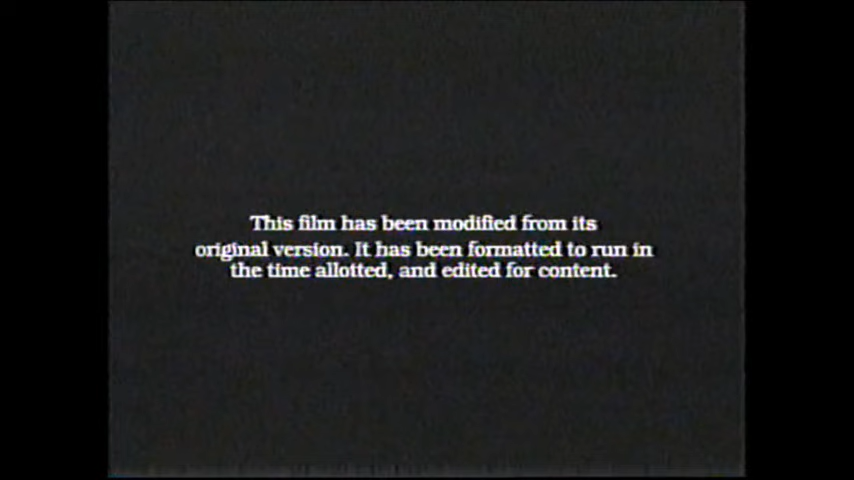 This film has been modified from its
original version. It has been formatted to run in
the time allotted, and edited for content.